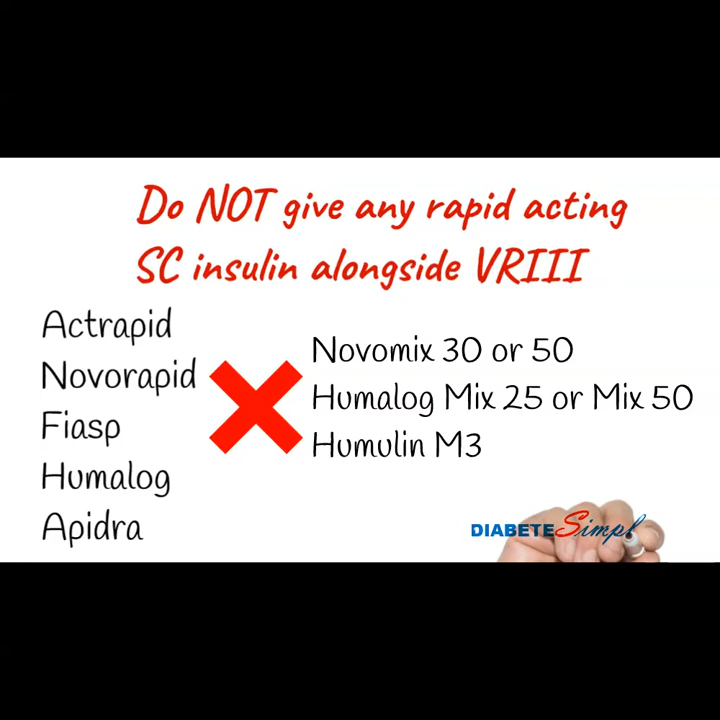 Do NOT give any rapid acting
SC insulin alongside VRIII
Actrapid
Novorapid
Fiasp
Humalog
Apidra
Novomix 30 or 50
Humalog Mix 25 or Mix 50
Humulin M3
DIABETESimpl